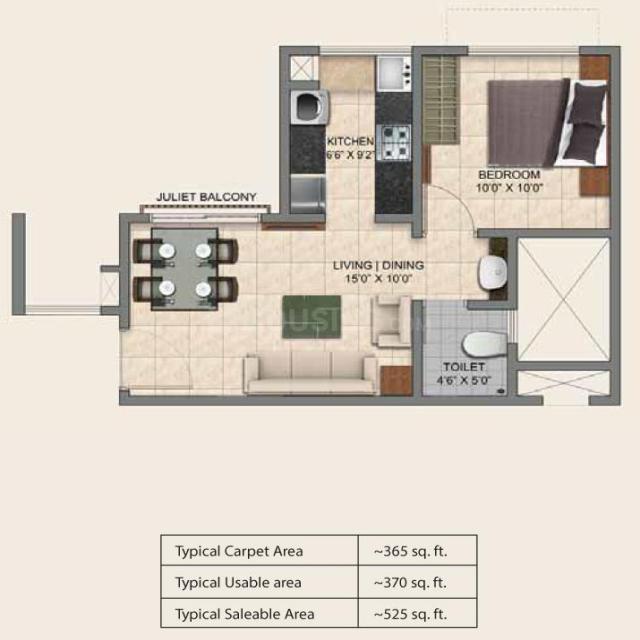 KITCHEN
6'6" X 9'2"
BEDROOM
10'0" X 10'0"
JULIET BALCONY
LIVING | DINING
15'0" X 10'0"
TOILET
4'6" X 5'0"
Typical Carpet Area ~365 sq. ft.
Typical Usable area ~370 sq. ft.
Typical Saleable Area ~525 sq. ft.